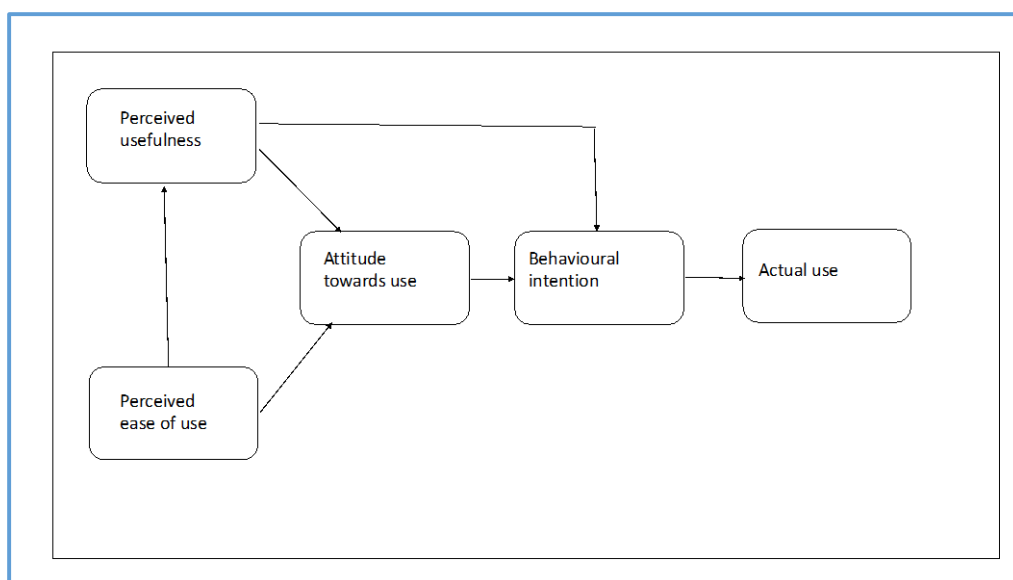 Perceived
usefulness
Attitude
towards use
Behavioural
intention
Actual use
Perceived
ease of use